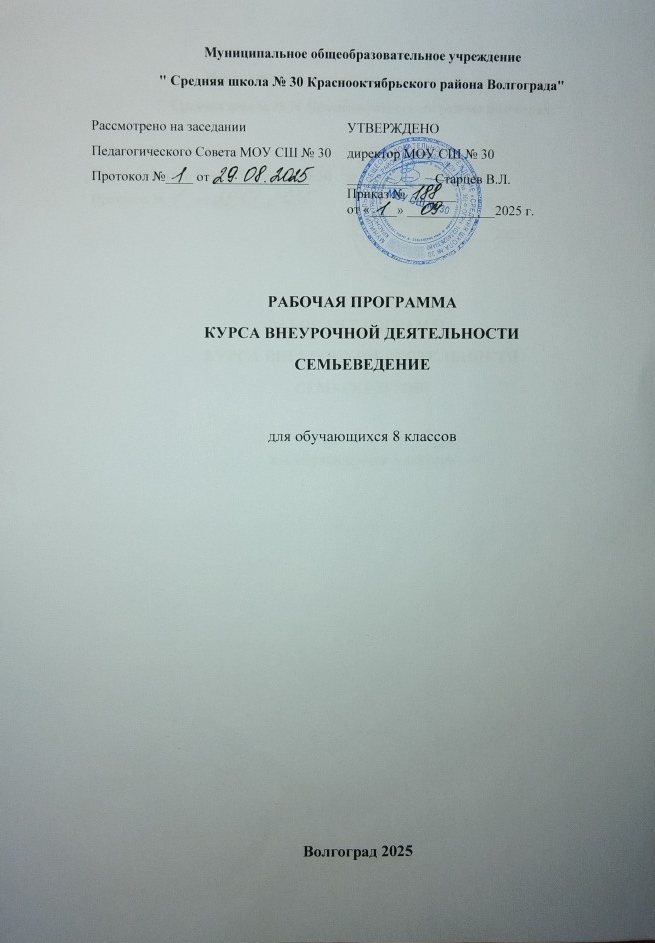 Муниципальное общеобразовательное учреждение
" Средняя школа № 30 Краснооктябрьского района Волгограда"
Рассмотрено на заседании
Педагогического Совета МОУ СШ № 30
Протокол № 1 от 29.08.2025
УТВЕРЖДЕНО
директор МОУ СШ № 30
Старцев В.Л.
Приказ № 188
от « 1 » 09 2025 г.
РАБОЧАЯ ПРОГРАММА
КУРСА ВНЕУРОЧНОЙ ДЕЯТЕЛЬНОСТИ
СЕМЬЕВЕДЕНИЕ
для обучающихся 8 классов
Волгоград 2025